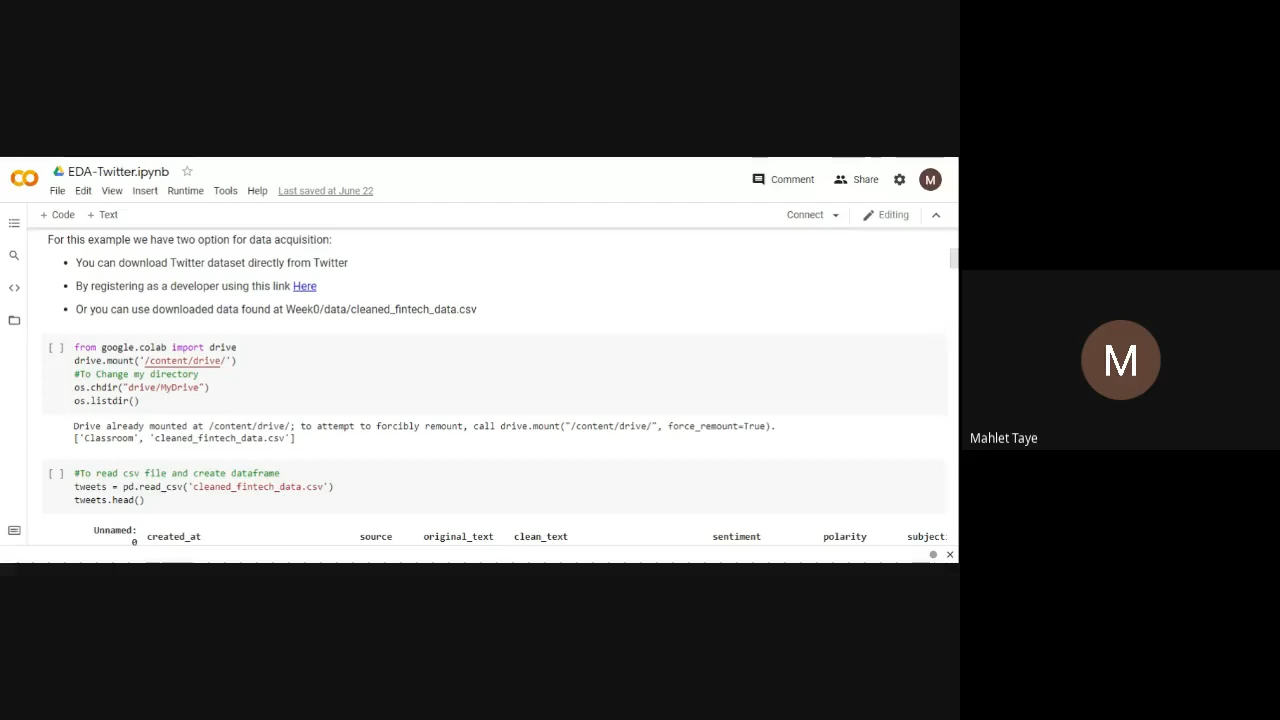 EDA-Twitter.ipynb
Comment
Share
M
File Edit View Insert Runtime Tools Help Last saved at June 22
+ Code + Text
Connect
Editing
For this example we have two option for data acquisition:
• You can download Twitter dataset directly from Twitter
• By registering as a developer using this link Here
• Or you can use downloaded data found at Week0/data/cleaned_fintech_data.csv
[ ] from google.colab import drive
drive.mount('/content/drive/')
#To Change my directory
os.chdir("drive/MyDrive")
os.listdir()
Drive already mounted at /content/drive/; to attempt to forcibly remount, call drive.mount("/content/drive/", force_remount=True).
['Classroom', 'cleaned_fintech_data.csv']
[ ] #To read csv file and create dataframe
tweets = pd.read_csv('cleaned_fintech_data.csv')
tweets.head()
Unnamed:
0 created_at source original_text clean_text sentiment polarity subject
M
Mahlet Taye